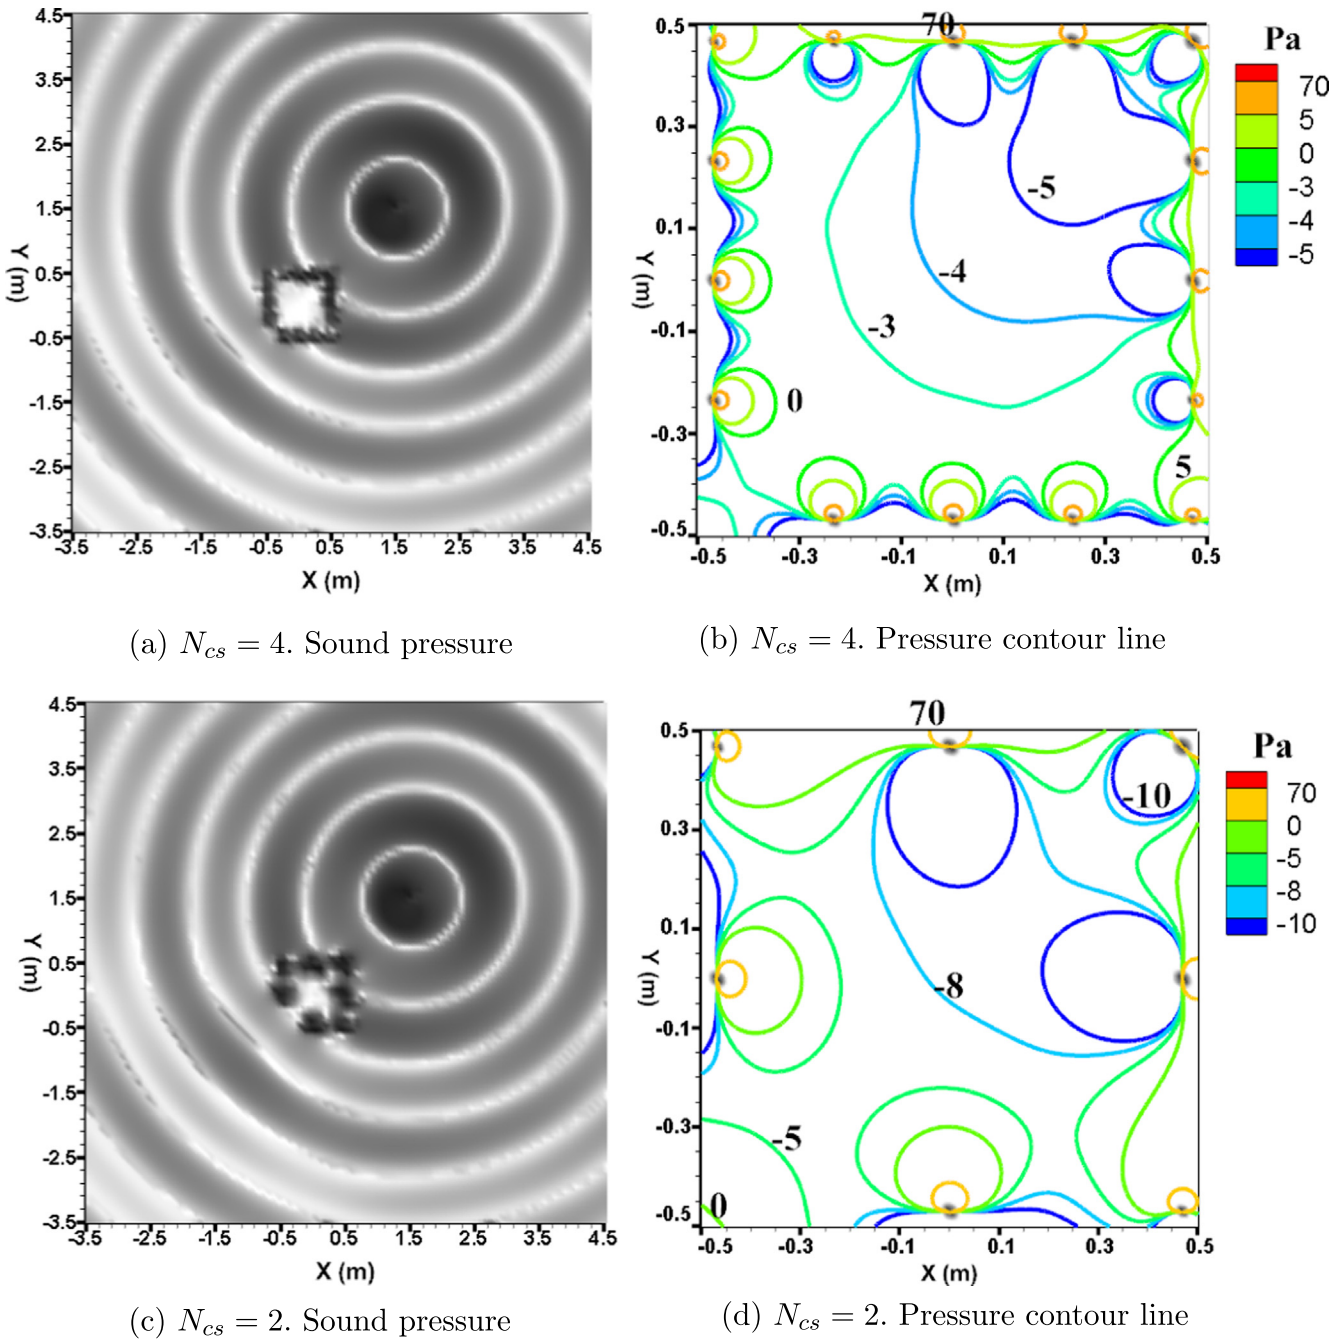 4.5
3.5
2.5
1.5
0.5
-0.5
-1.5
-2.5
-3.5
Y (m)
-3.5 -2.5 -1.5 -0.5 0.5 1.5 2.5 3.5 4.5
X (m)
(a) N_cs = 4. Sound pressure
0.5
0.3
0.1
-0.1
-0.3
-0.5
Y (m)
70
-5
-4
-3
0
5
-0.5 -0.3 -0.1 0.1 0.3 0.5
X (m)
Pa
70
5
0
-3
-4
-5
(b) N_cs = 4. Pressure contour line
4.5
3.5
2.5
1.5
0.5
-0.5
-1.5
-2.5
-3.5
Y (m)
-3.5 -2.5 -1.5 -0.5 0.5 1.5 2.5 3.5 4.5
X (m)
(c) N_cs = 2. Sound pressure
0.5
0.3
0.1
-0.1
-0.3
-0.5
Y (m)
70
-10
-8
-5
0
-0.5 -0.3 -0.1 0.1 0.3 0.5
X (m)
Pa
70
0
-5
-8
-10
(d) N_cs = 2. Pressure contour line